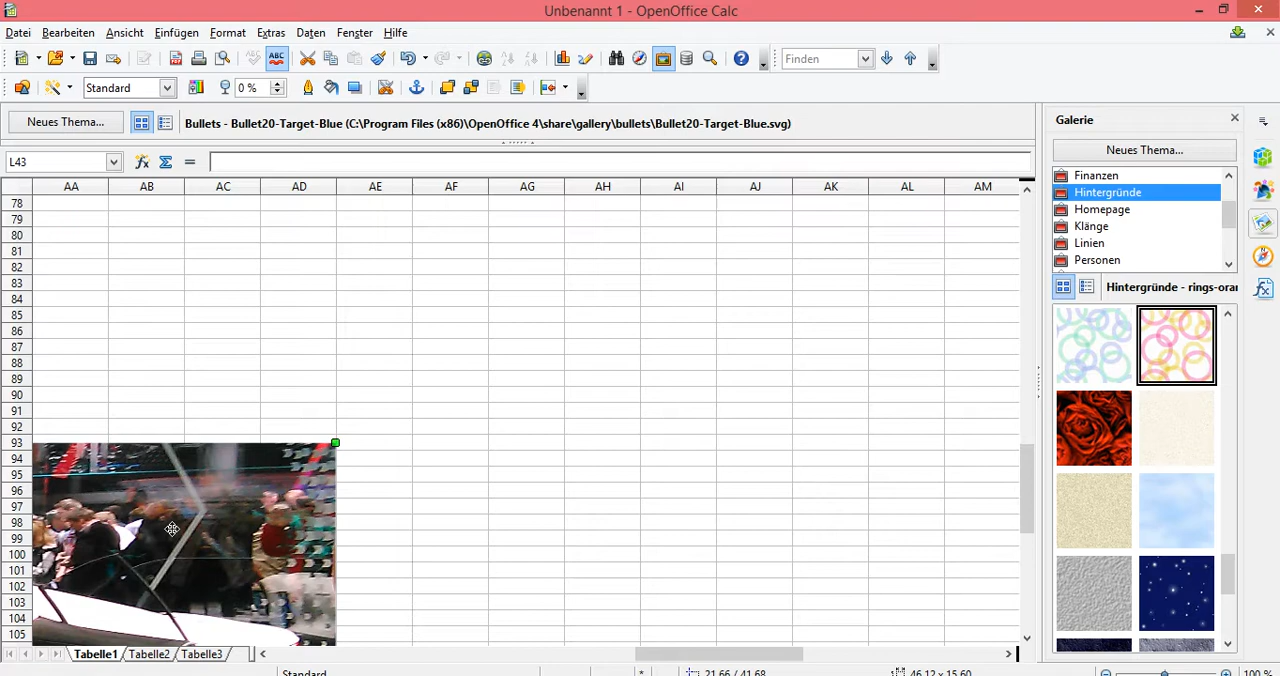 Unbenannt 1 - OpenOffice Calc
Datei Bearbeiten Ansicht Einfügen Format Extras Daten Fenster Hilfe
ABC ABC Finden
Standard 0 %
Neues Thema... Bullets - Bullet20-Target-Blue (C:\Program Files (x86)\OpenOffice 4\share\gallery\bullets\Bullet20-Target-Blue.svg)
Galerie
Neues Thema...
L43
Finanzen
Hintergründe
Homepage
Klänge
Linien
Personen
Hintergründe - rings-oran
AA AB AC AD AE AF AG AH AI AJ AK AL AM
78
79
80
81
82
83
84
85
86
87
88
89
90
91
92
93
94
95
96
97
98
99
100
101
102
103
104
105
Tabelle1 Tabelle2 Tabelle3
Standard * 21.66 / 41.68 46.12 x 15.60 100 %